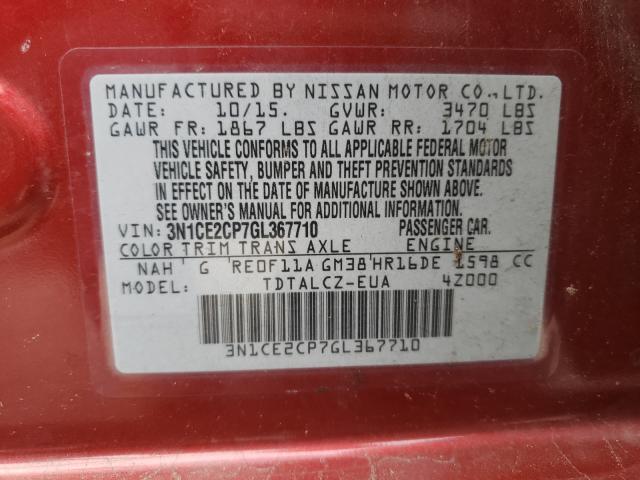 MANUFACTURED BY NISSAN MOTOR CO.,LTD.
DATE: 10/15. GVWR: 3470 LBS
GAWR FR: 1867 LBS GAWR RR: 1704 LBS
THIS VEHICLE CONFORMS TO ALL APPLICABLE FEDERAL MOTOR
VEHICLE SAFETY, BUMPER AND THEFT PREVENTION STANDARDS
IN EFFECT ON THE DATE OF MANUFACTURE SHOWN ABOVE.
SEE OWNER'S MANUAL FOR ADDITIONAL INFORMATION.
VIN: 3N1CE2CP7GL367710 PASSENGER CAR.
COLOR TRIM TRANS AXLE ENGINE
NAH G RE0F11A GM38 HR16DE 1598 CC
MODEL: TDTALCZ-EUA 4Z000
3N1CE2CP7GL367710